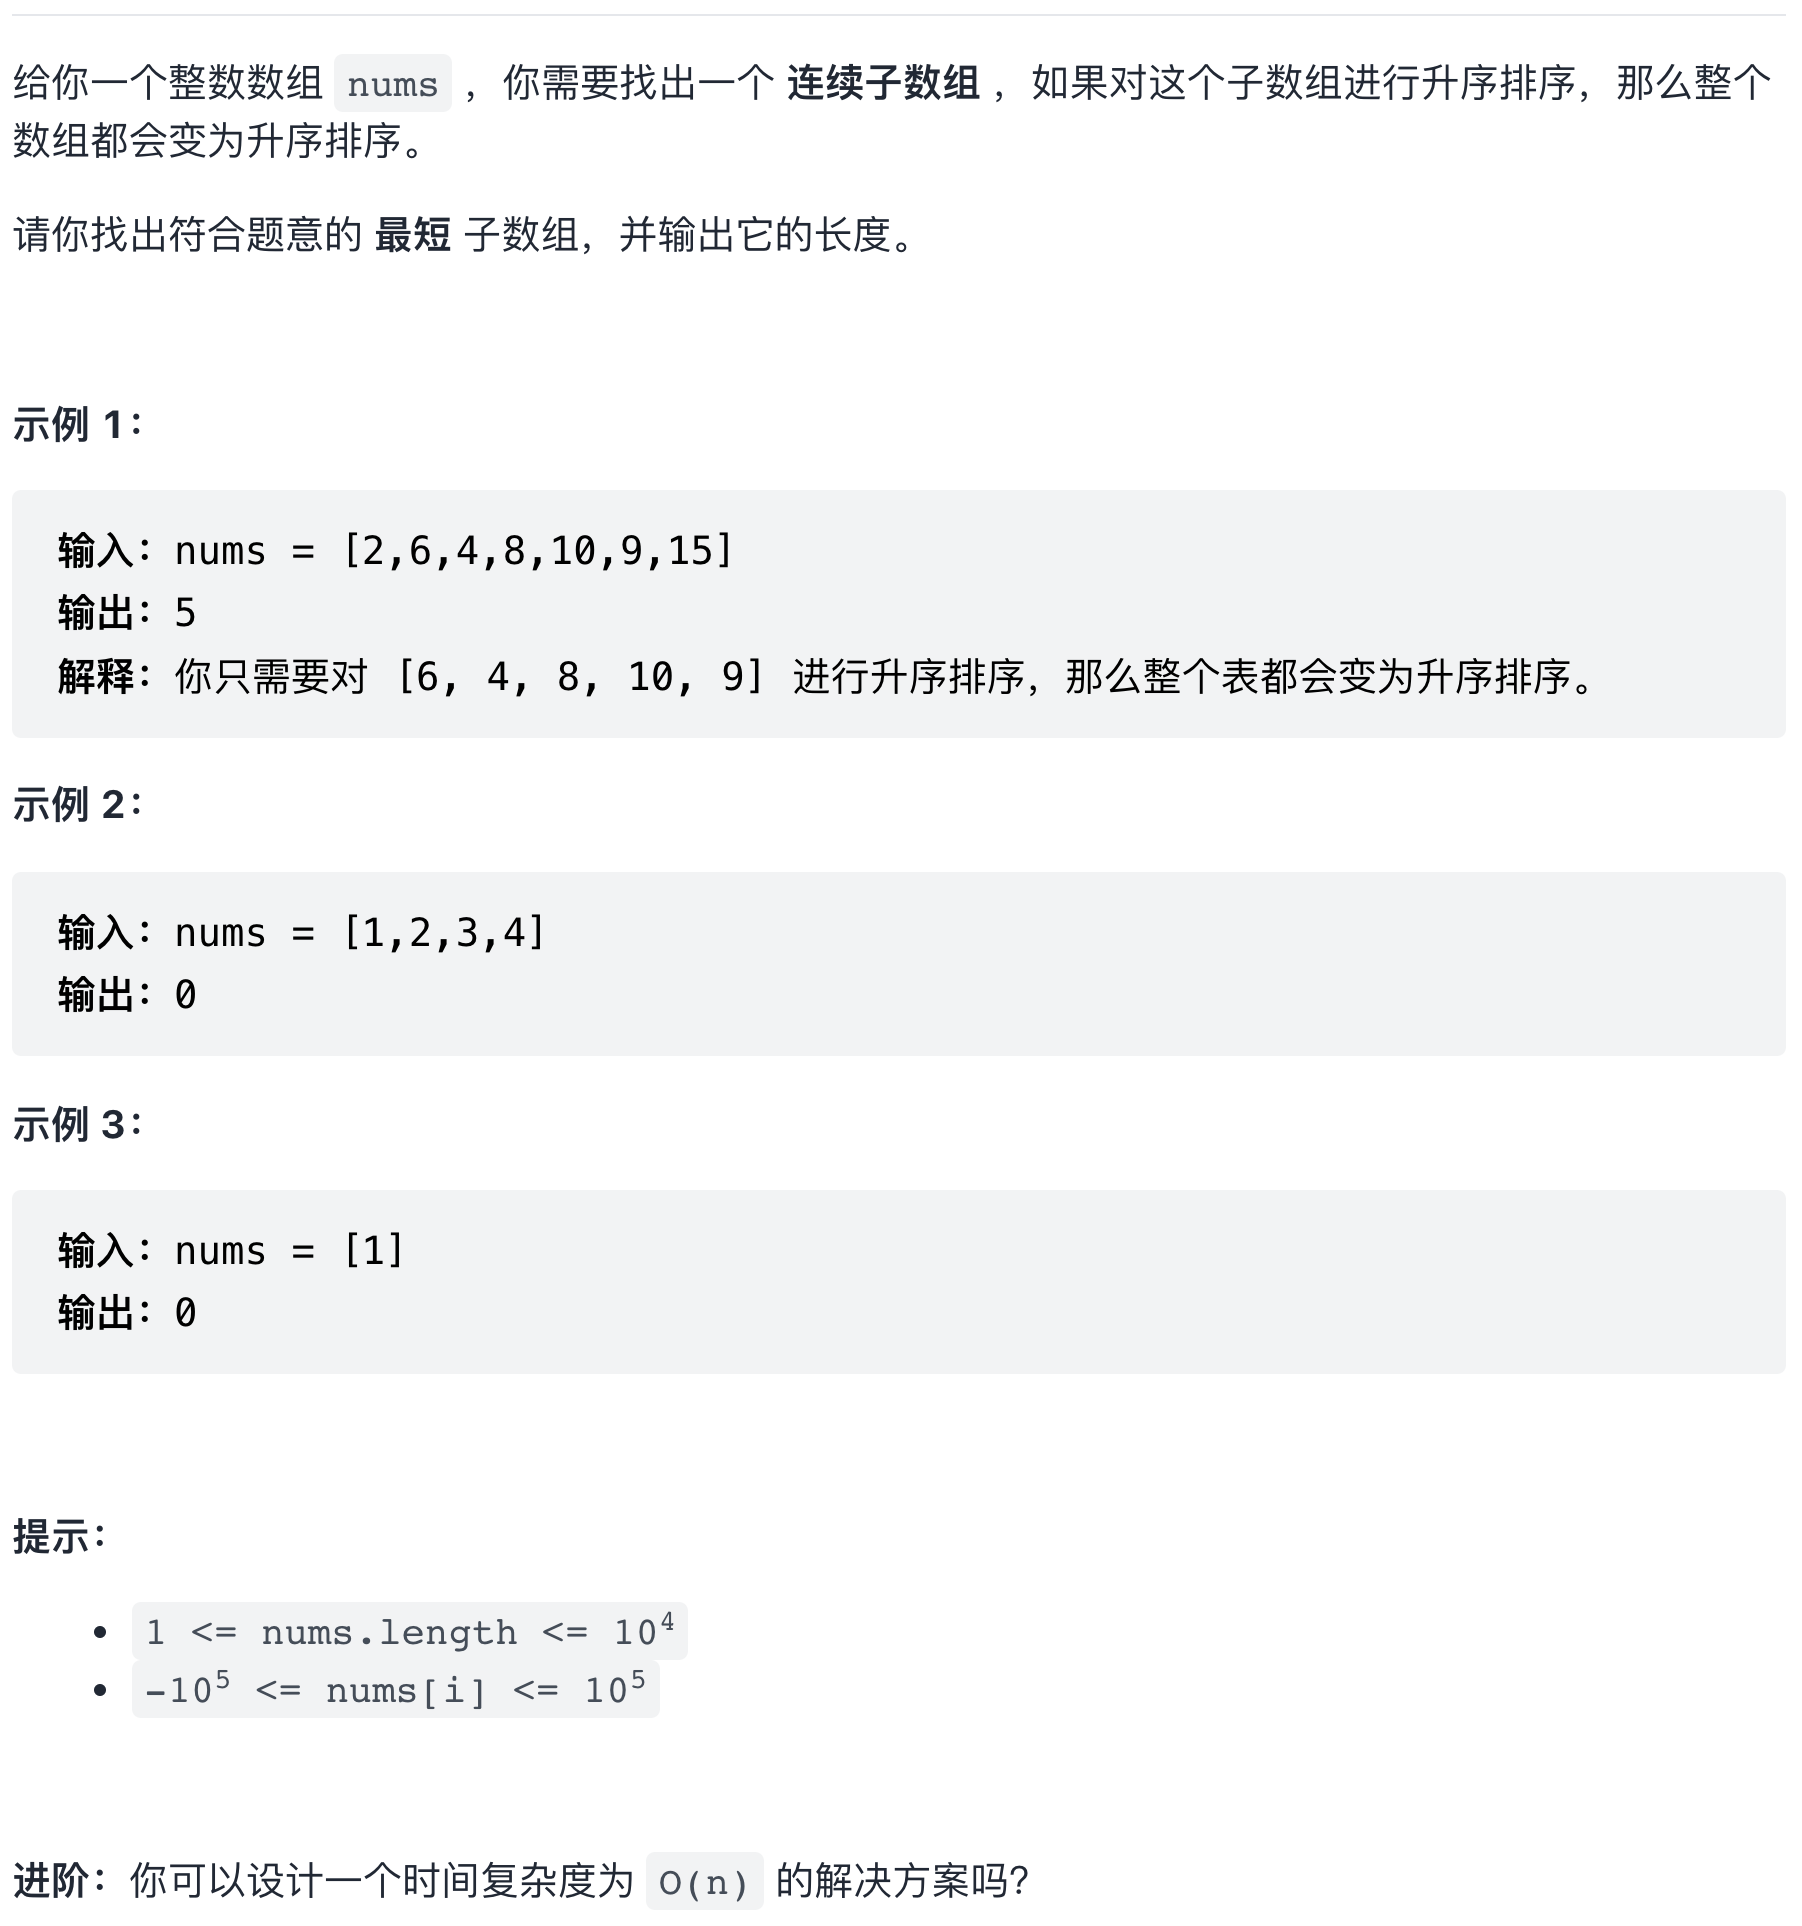 给你一个整数数组 nums ，你需要找出一个 连续子数组 ，如果对这个子数组进行升序排序，那么整个
数组都会变为升序排序。
请你找出符合题意的 最短 子数组，并输出它的长度。
示例 1：
输入：nums = [2,6,4,8,10,9,15]
输出：5
解释：你只需要对 [6, 4, 8, 10, 9] 进行升序排序，那么整个表都会变为升序排序。
示例 2：
输入：nums = [1,2,3,4]
输出：0
示例 3：
输入：nums = [1]
输出：0
提示：
• 1 <= nums.length <= 10⁴
• -10⁵ <= nums[i] <= 10⁵
进阶：你可以设计一个时间复杂度为 O(n) 的解决方案吗？